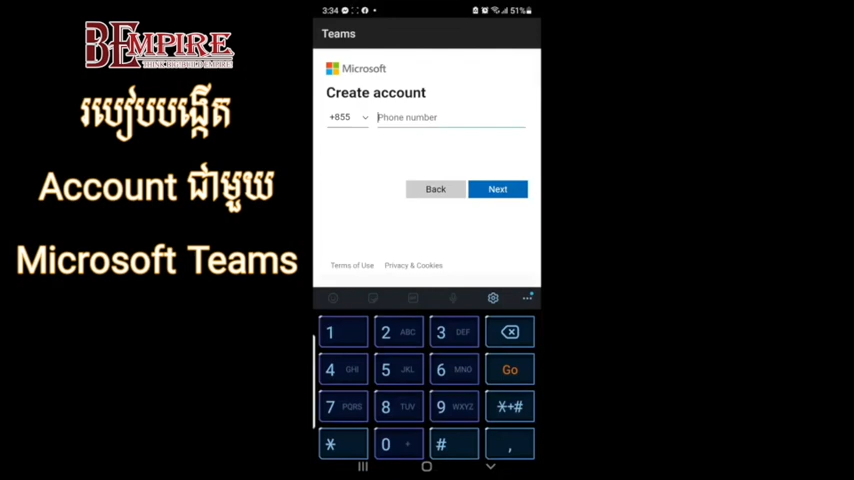 BEMPIRE
របៀបបង្កើត
Account ជាមួយ
Microsoft Teams
3:34
51%
Teams
Microsoft
Create account
+855
Phone number
Back
Next
Terms of Use
Privacy & Cookies
1
2 ABC
3 DEF
4 GHI
5 JKL
6 MNO
Go
7 PQRS
8 TUV
9 WXYZ
*+#
*
0 +
#
,